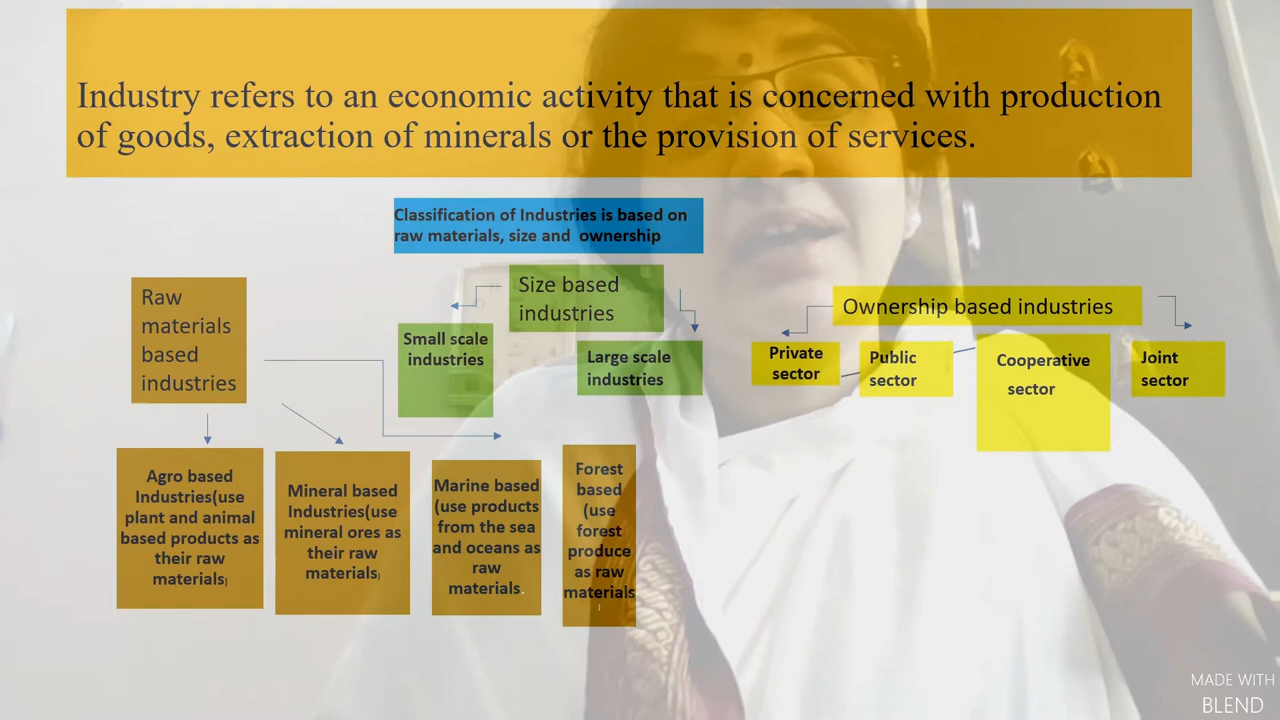 Industry refers to an economic activity that is concerned with production
of goods, extraction of minerals or the provision of services.
Classification of Industries is based on
raw materials, size and ownership
Raw
materials
based
industries
Size based
industries
Ownership based industries
Small scale
industries
Large scale
industries
Private
sector
Public
sector
Cooperative
sector
Joint
sector
Agro based
Industries(use
plant and animal
based products as
their raw
materials)
Mineral based
Industries(use
mineral ores as
their raw
materials)
Marine based
(use products
from the sea
and oceans as
raw
materials.
Forest
based
(use
forest
produce
as raw
materials
)
MADE WITH
BLEND